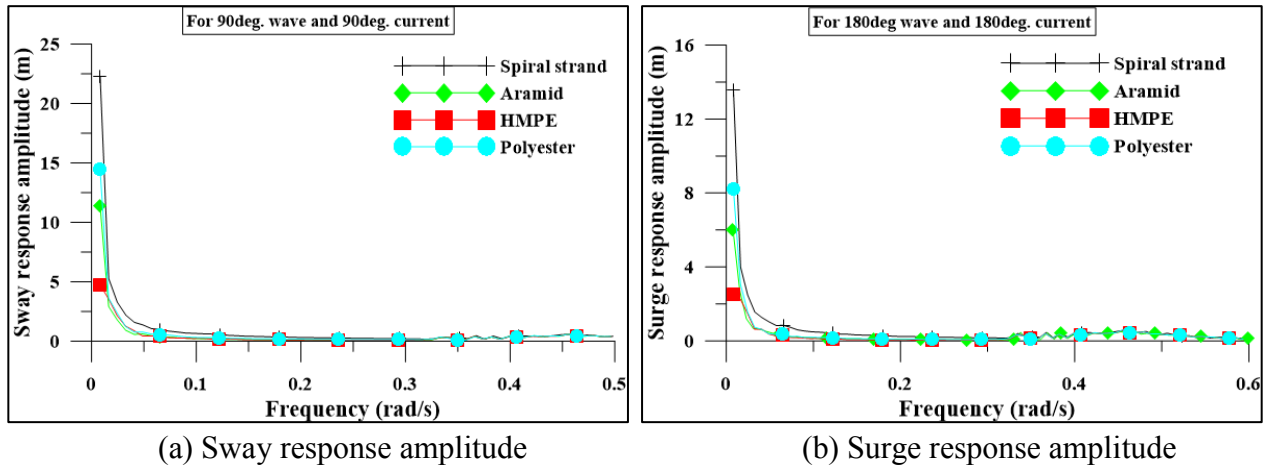 For 90deg. wave and 90deg. current
Sway response amplitude (m)
25
20
15
10
5
0
Spiral strand
Aramid
HMPE
Polyester
0 0.1 0.2 0.3 0.4 0.5
Frequency (rad/s)
(a) Sway response amplitude
For 180deg wave and 180deg. current
Surge response amplitude (m)
16
12
8
4
0
Spiral strand
Aramid
HMPE
Polyester
0 0.2 0.4 0.6
Frequency (rad/s)
(b) Surge response amplitude